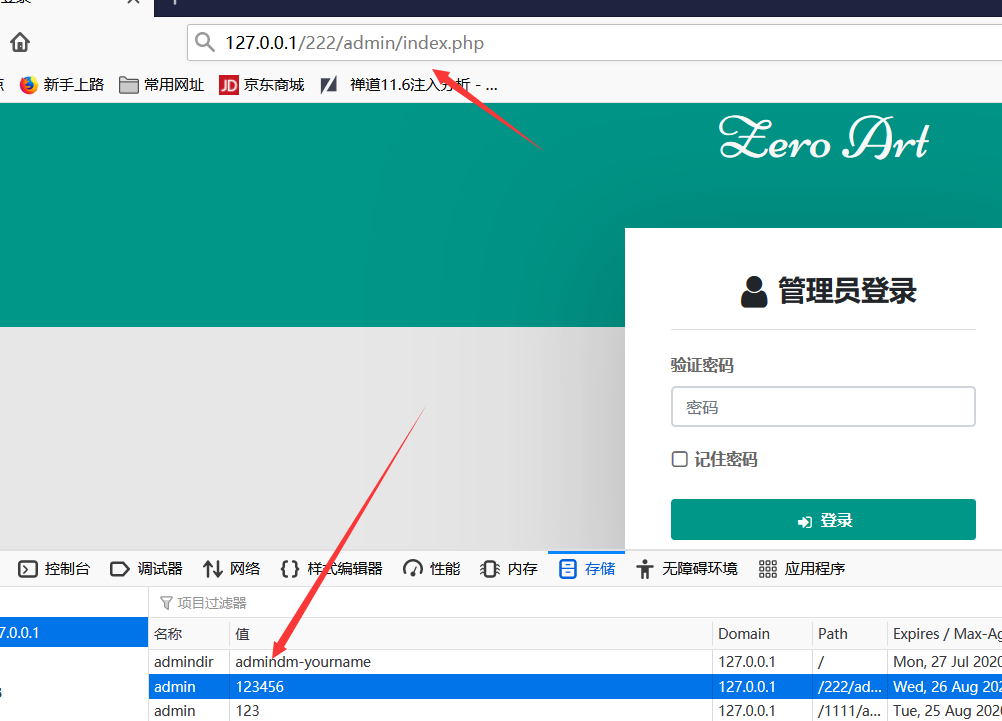 127.0.0.1/222/admin/index.php
新手上路 常用网址 JD 京东商城 禅道11.6注入分析 - ...
Zero Art
管理员登录
验证密码
密码
记住密码
登录
控制台 调试器 网络 样式编辑器 性能 内存 存储 无障碍环境 应用程序
项目过滤器
7.0.0.1
名称 值 Domain Path Expires / Max-Ag
admindir admindm-yourname 127.0.0.1 / Mon, 27 Jul 2020
admin 123456 127.0.0.1 /222/ad... Wed, 26 Aug 202
admin 123 127.0.0.1 /1111/a... Tue, 25 Aug 2020